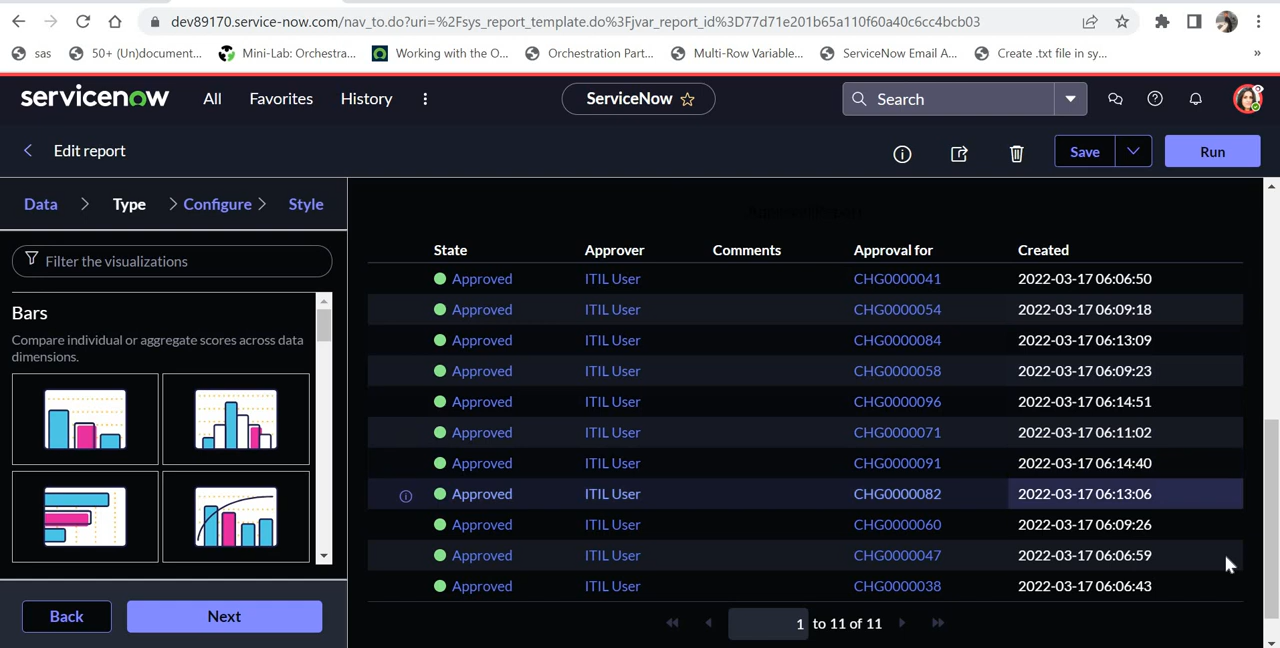 dev89170.service-now.com/nav_to.do?uri=%2Fsys_report_template.do%3Fjvar_report_id%3D77d71e201b65a110f60a40c6cc4bcb03
sas 50+ (Un)document... Mini-Lab: Orchestra... Working with the O... Orchestration Part... Multi-Row Variable... ServiceNow Email A... Create .txt file in sy... »
servicenow All Favorites History ServiceNow Search
Edit report Save Run
Data Type Configure Style
Filter the visualizations
Bars
Compare individual or aggregate scores across data
dimensions.
Back Next
State Approver Comments Approval for Created
Approved ITIL User CHG0000041 2022-03-17 06:06:50
Approved ITIL User CHG0000054 2022-03-17 06:09:18
Approved ITIL User CHG0000084 2022-03-17 06:13:09
Approved ITIL User CHG0000058 2022-03-17 06:09:23
Approved ITIL User CHG0000096 2022-03-17 06:14:51
Approved ITIL User CHG0000071 2022-03-17 06:11:02
Approved ITIL User CHG0000091 2022-03-17 06:14:40
Approved ITIL User CHG0000082 2022-03-17 06:13:06
Approved ITIL User CHG0000060 2022-03-17 06:09:26
Approved ITIL User CHG0000047 2022-03-17 06:06:59
Approved ITIL User CHG0000038 2022-03-17 06:06:43
1 to 11 of 11